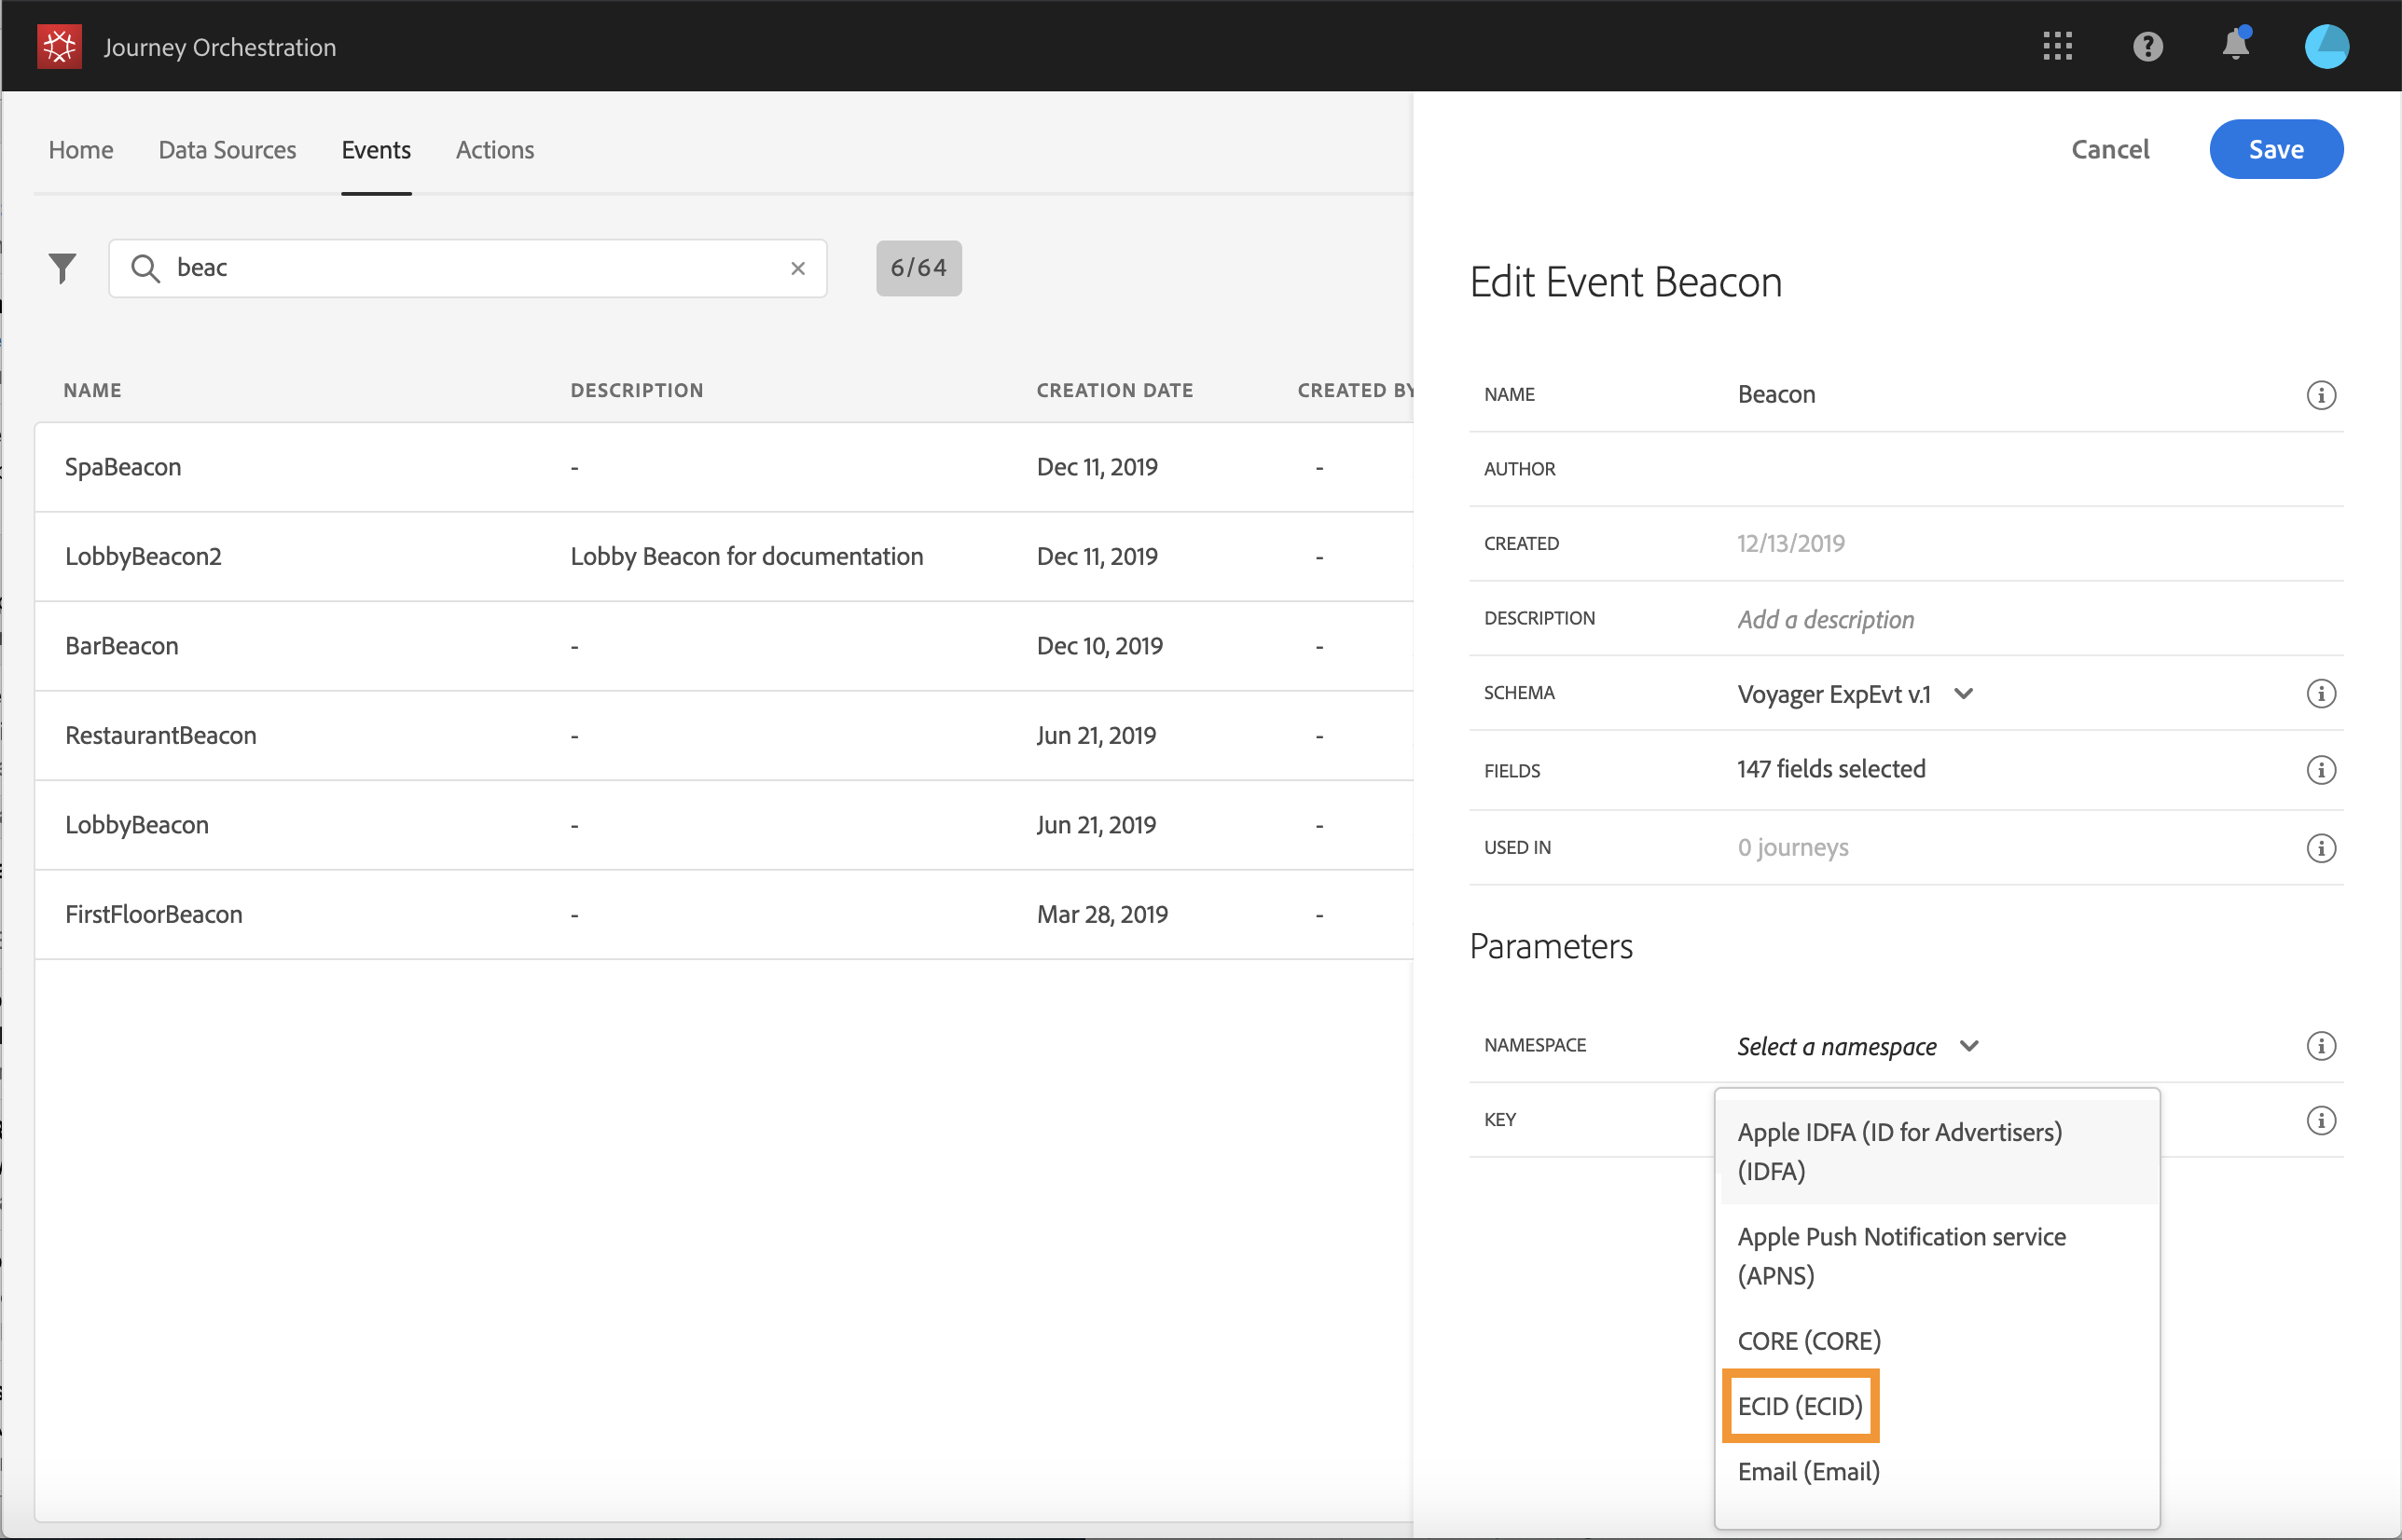 Journey Orchestration
Home Data Sources Events Actions
beac
6/64
NAME DESCRIPTION CREATION DATE CREATED BY
SpaBeacon - Dec 11, 2019 -
LobbyBeacon2 Lobby Beacon for documentation Dec 11, 2019 -
BarBeacon - Dec 10, 2019 -
RestaurantBeacon - Jun 21, 2019 -
LobbyBeacon - Jun 21, 2019 -
FirstFloorBeacon - Mar 28, 2019 -
Cancel Save
Edit Event Beacon
NAME Beacon
AUTHOR
CREATED 12/13/2019
DESCRIPTION Add a description
SCHEMA Voyager ExpEvt v.1
FIELDS 147 fields selected
USED IN 0 journeys
Parameters
NAMESPACE Select a namespace
KEY
Apple IDFA (ID for Advertisers)
(IDFA)
Apple Push Notification service
(APNS)
CORE (CORE)
ECID (ECID)
Email (Email)